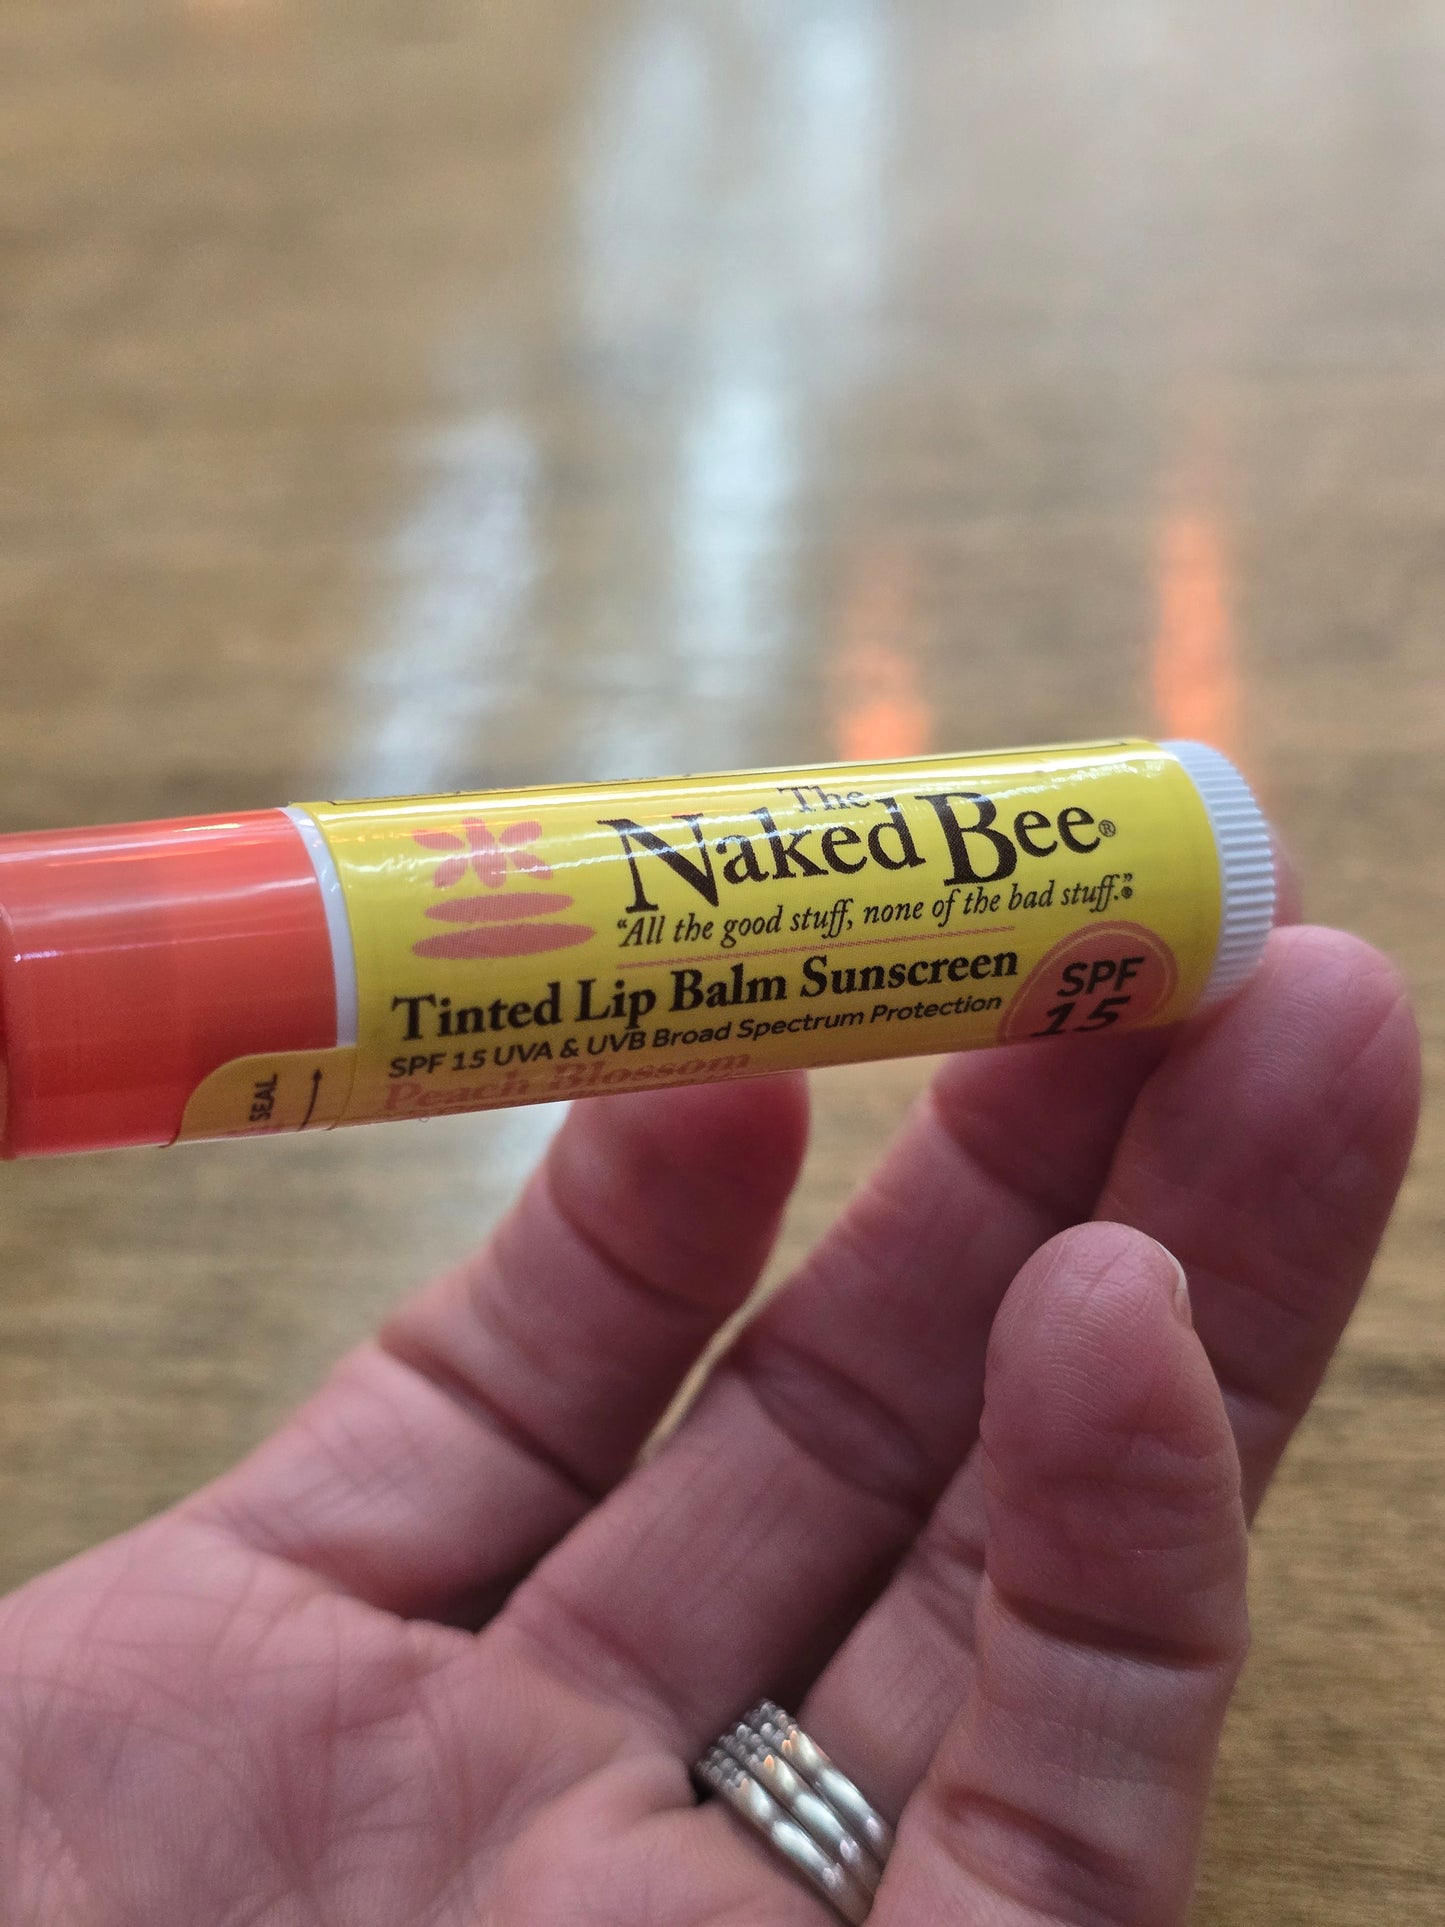 The
Naked Bee®
“All the good stuff, none of the bad stuff.”®
Tinted Lip Balm Sunscreen
SPF 15 UVA & UVB Broad Spectrum Protection
Peach Blossom
SPF
15
SEAL